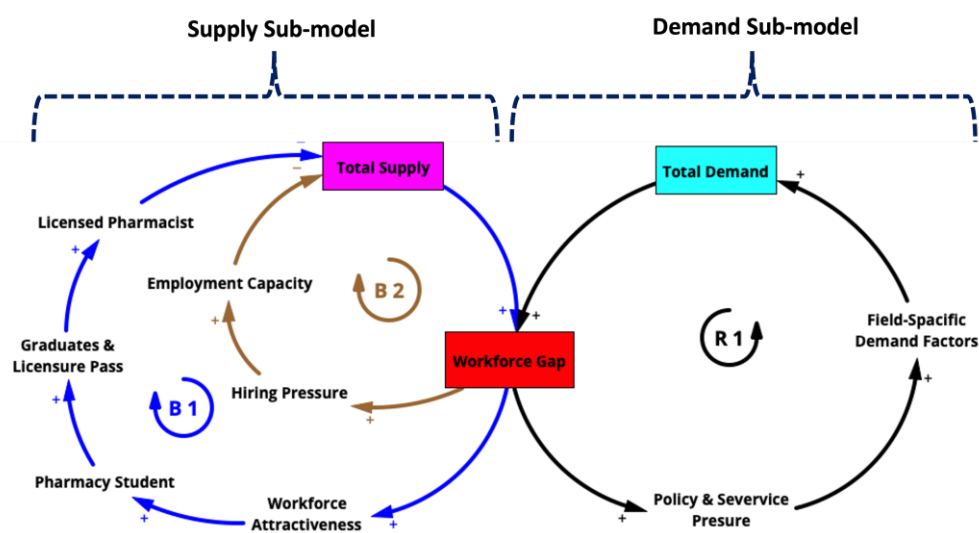 Supply Sub-model
Demand Sub-model
–
–
Total Supply
Total Demand
+
Licensed Pharmacist
+
Employment Capacity
B 2
+
+
+
Field-Spacific
Demand Factors
R 1
Graduates &
Licensure Pass
Workforce Gap
+
Hiring Pressure
+
B 1
+
+
Pharmacy Student
Workforce
Attractiveness
Policy & Severvice
Presure
+
+
+